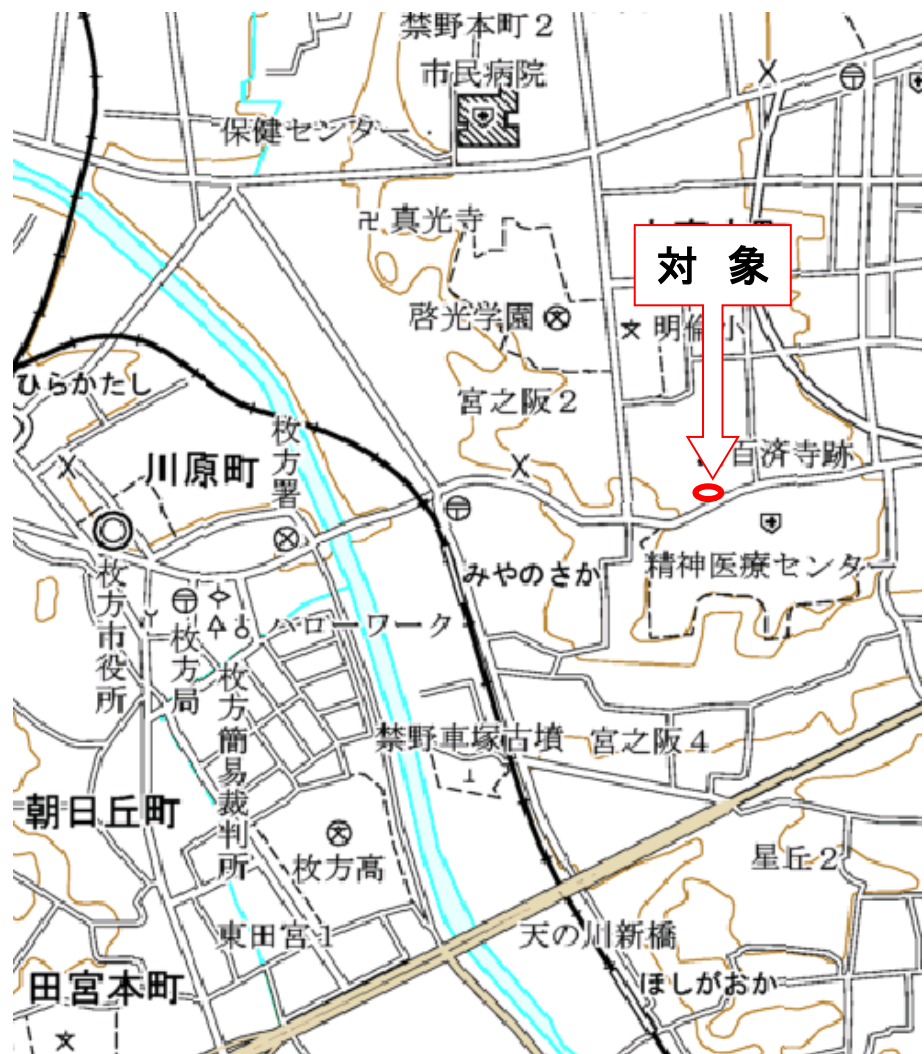 禁野本町2
市民病院
保健センター
真光寺
対 象
啓光学園
明倫小
ひらかたし
宮之阪2
枚方署
川原町
百済寺跡
みやのさか
精神医療センター
枚方市役所
枚方局
ハローワーク
枚方簡易裁判所
禁野車塚古墳
宮之阪4
朝日丘町
枚方高
星丘2
東田宮1
天の川新橋
田宮本町
ほしがおか